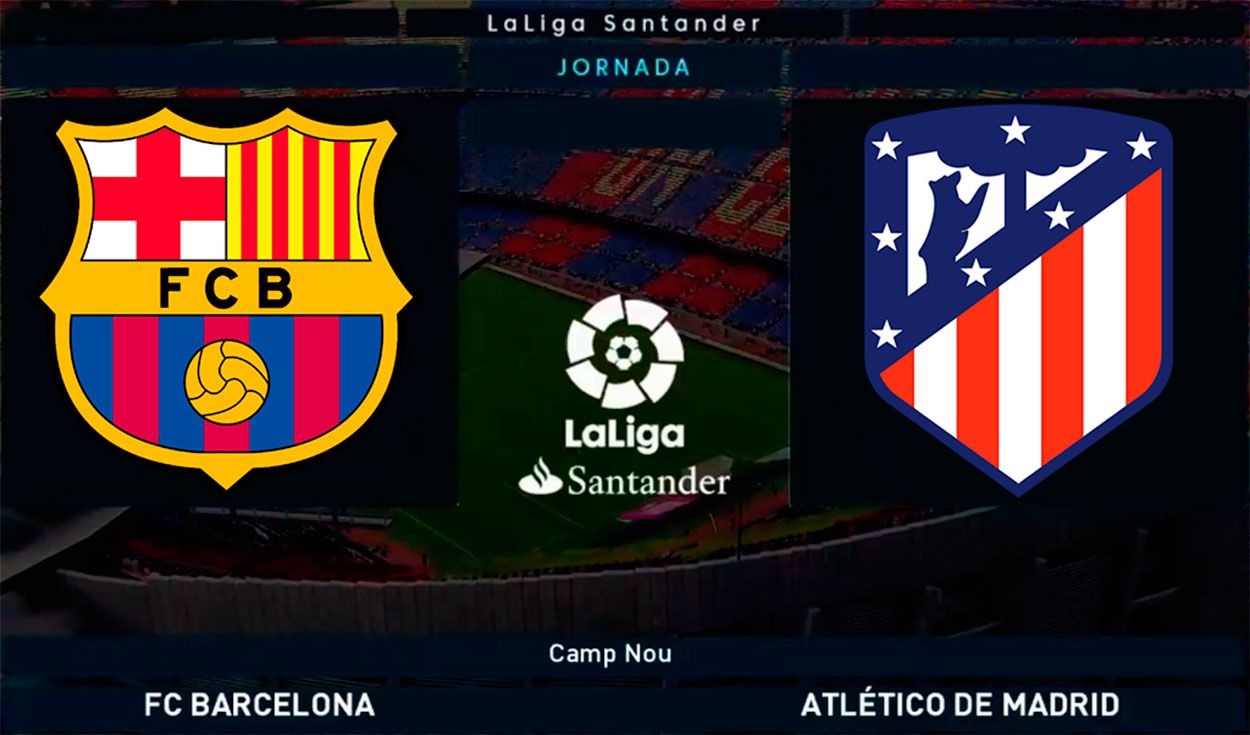 LaLiga Santander
JORNADA
FCB
LaLiga
Santander
Camp Nou
FC BARCELONA
ATLÉTICO DE MADRID